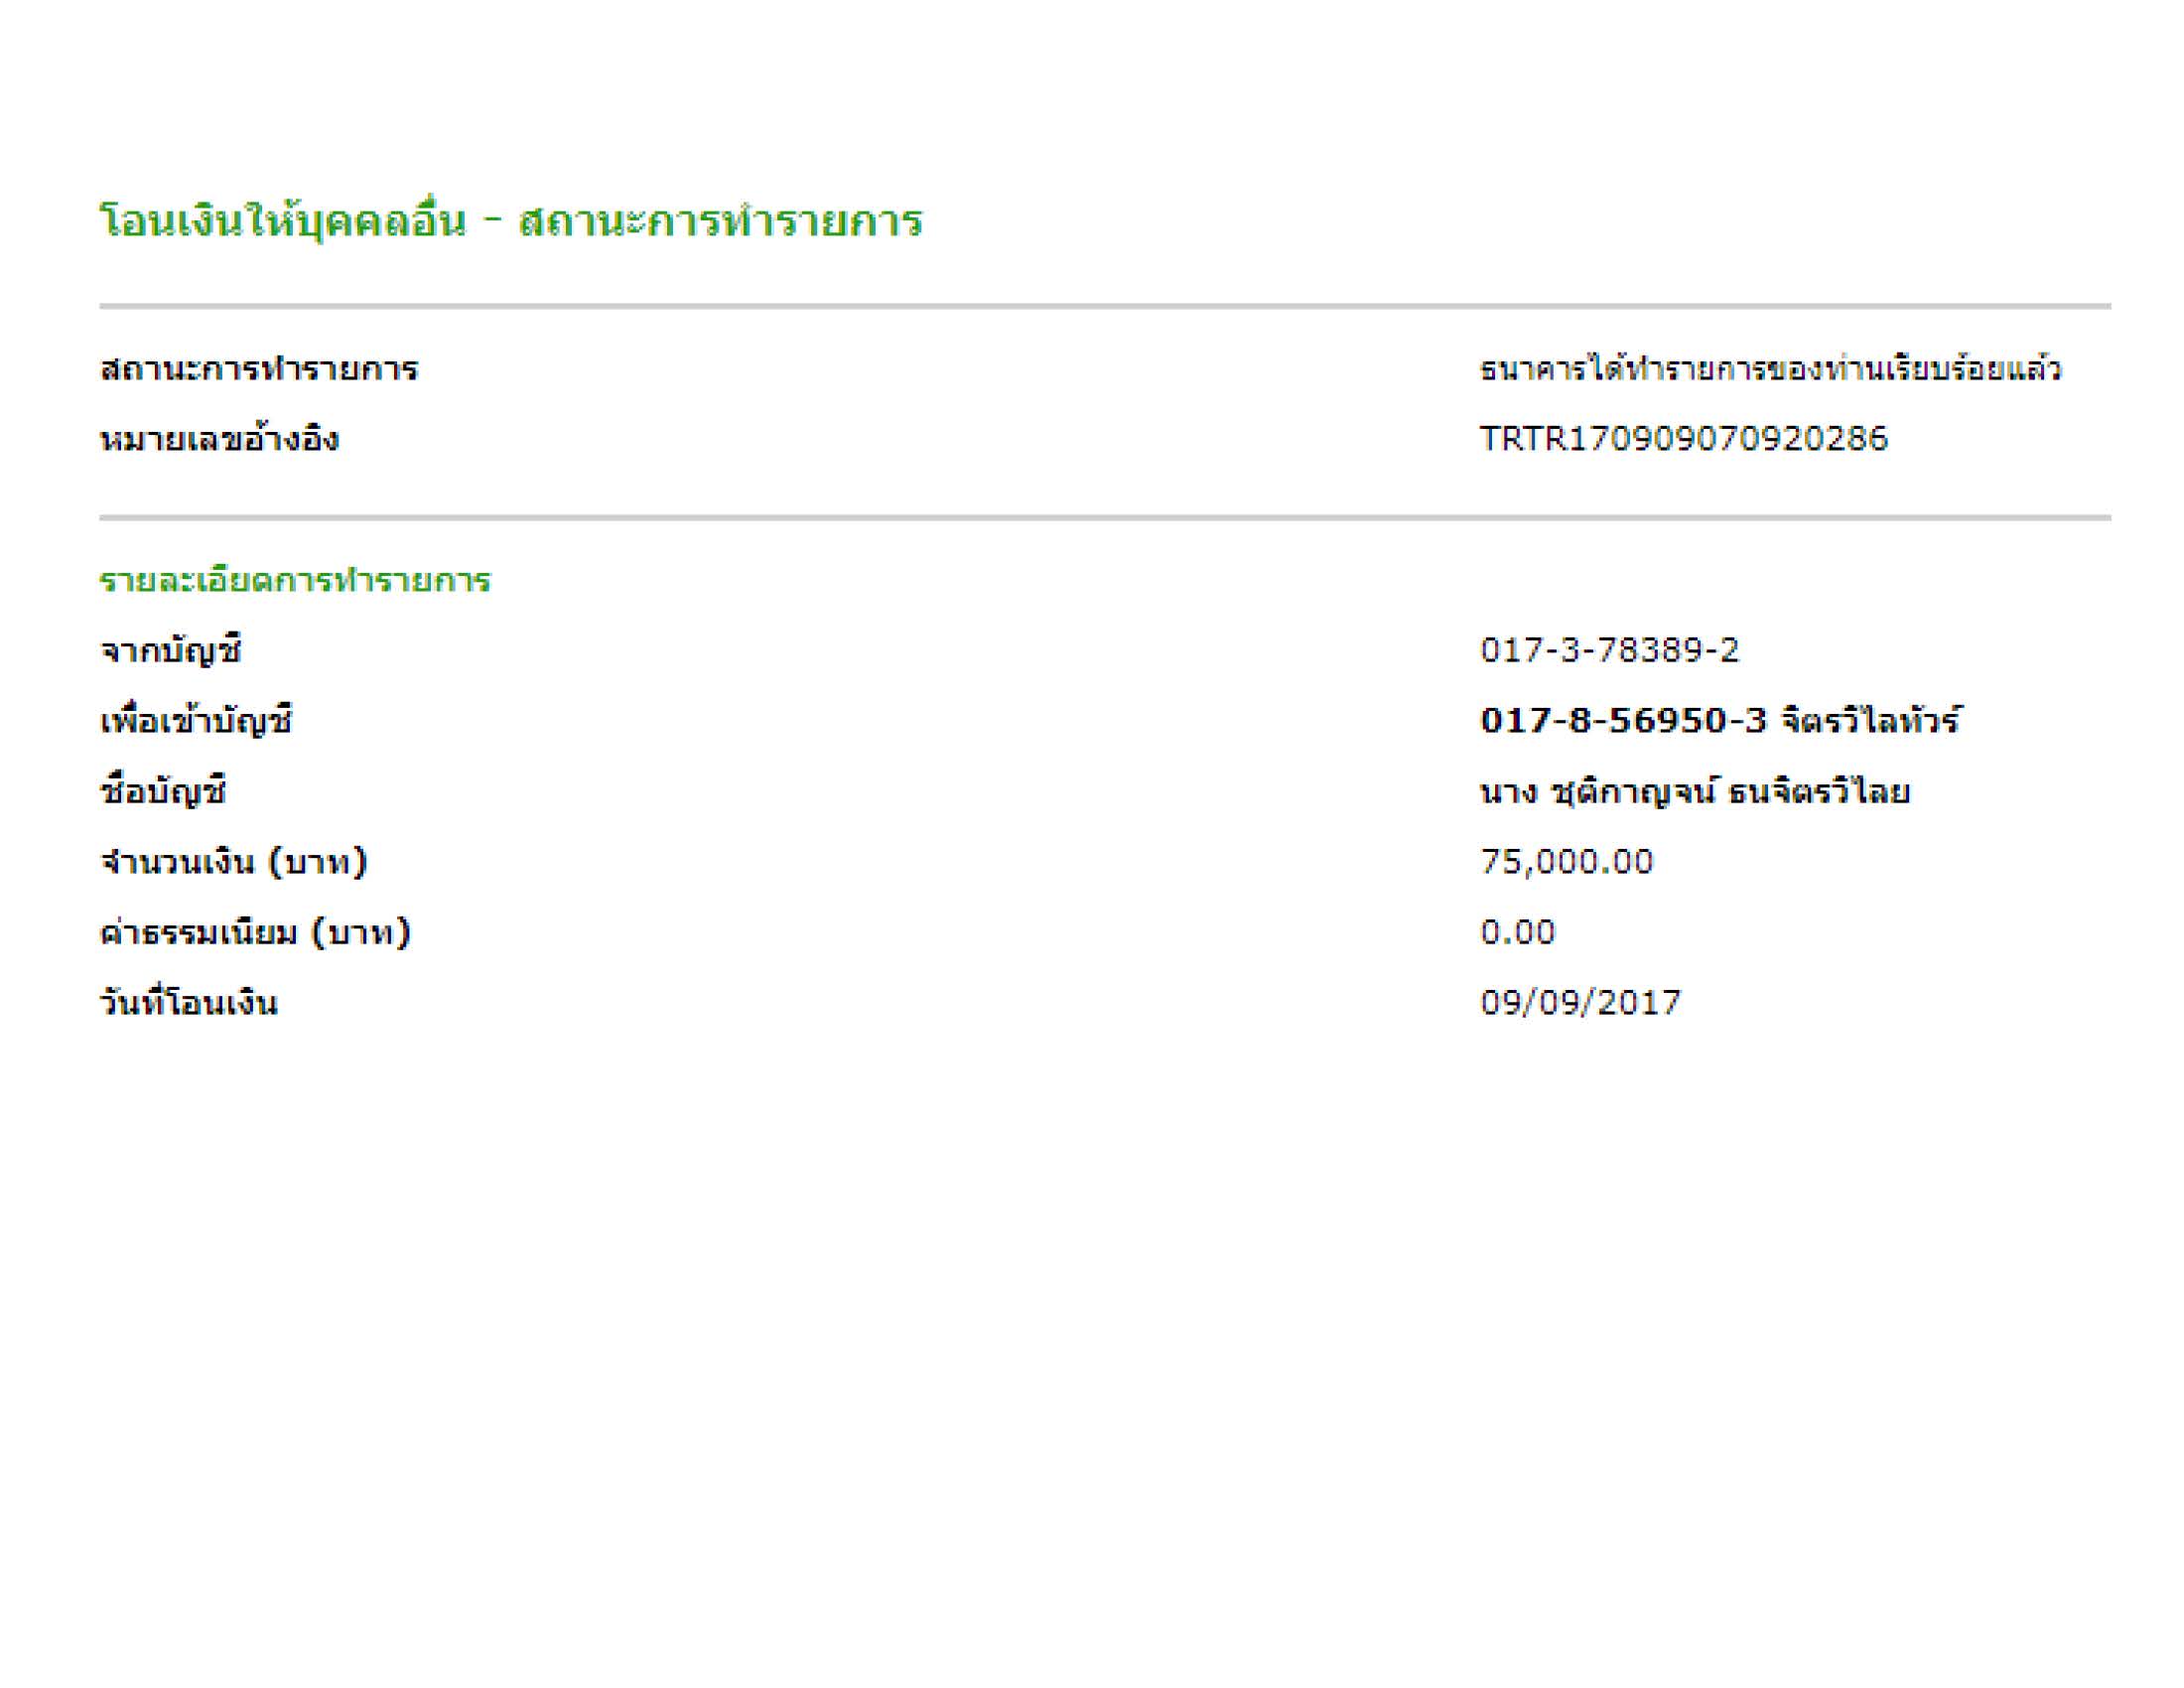 โอนเงินให้บุคคลอื่น - สถานะการทำรายการ
สถานะการทำรายการ ธนาคารได้ทำรายการของท่านเรียบร้อยแล้ว
หมายเลขอ้างอิง TRTR170909070920286
รายละเอียดการทำรายการ
จากบัญชี 017-3-78389-2
เพื่อเข้าบัญชี 017-8-56950-3 จิตรวิไลทัวร์
ชื่อบัญชี นาง ชุติกาญจน์ ธนจิตรวิไลย
จำนวนเงิน (บาท) 75,000.00
ค่าธรรมเนียม (บาท) 0.00
วันที่โอนเงิน 09/09/2017